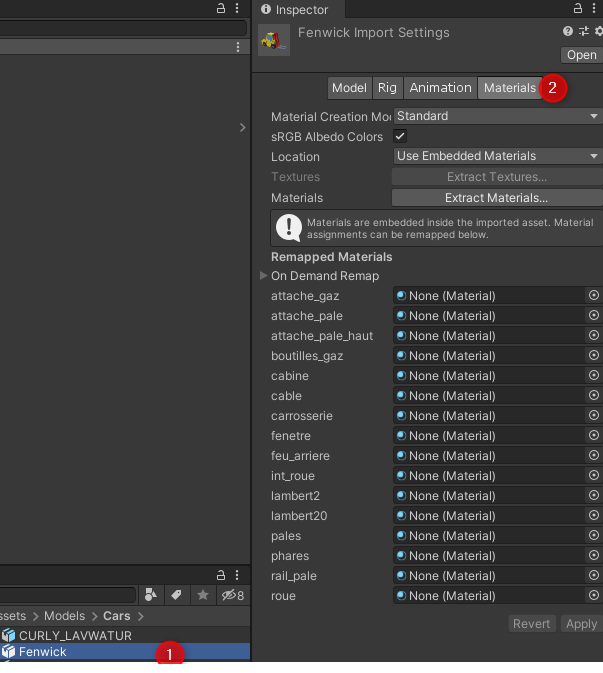 Inspector
Fenwick Import Settings
Open
Model Rig Animation Materials 2
Material Creation Mo Standard
sRGB Albedo Colors
Location Use Embedded Materials
Textures Extract Textures...
Materials Extract Materials...
Materials are embedded inside the imported asset. Material
assignments can be remapped below.
Remapped Materials
On Demand Remap
attache_gaz None (Material)
attache_pale None (Material)
attache_pale_haut None (Material)
boutilles_gaz None (Material)
cabine None (Material)
cable None (Material)
carrosserie None (Material)
fenetre None (Material)
feu_arriere None (Material)
int_roue None (Material)
lambert2 None (Material)
lambert20 None (Material)
pales None (Material)
phares None (Material)
rail_pale None (Material)
roue None (Material)
Revert Apply
8
ssets > Models > Cars >
CURLY_LAVWATUR
Fenwick 1